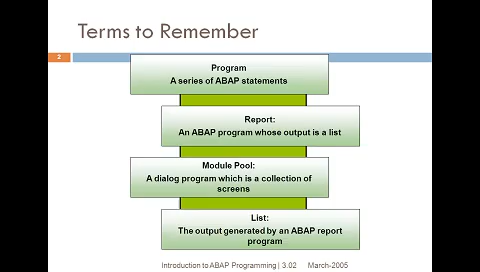 Terms to Remember
2
Program
A series of ABAP statements
Report:
An ABAP program whose output is a list
Module Pool:
A dialog program which is a collection of
screens
List:
The output generated by an ABAP report
program
Introduction to ABAP Programming | 3.02 March-2005